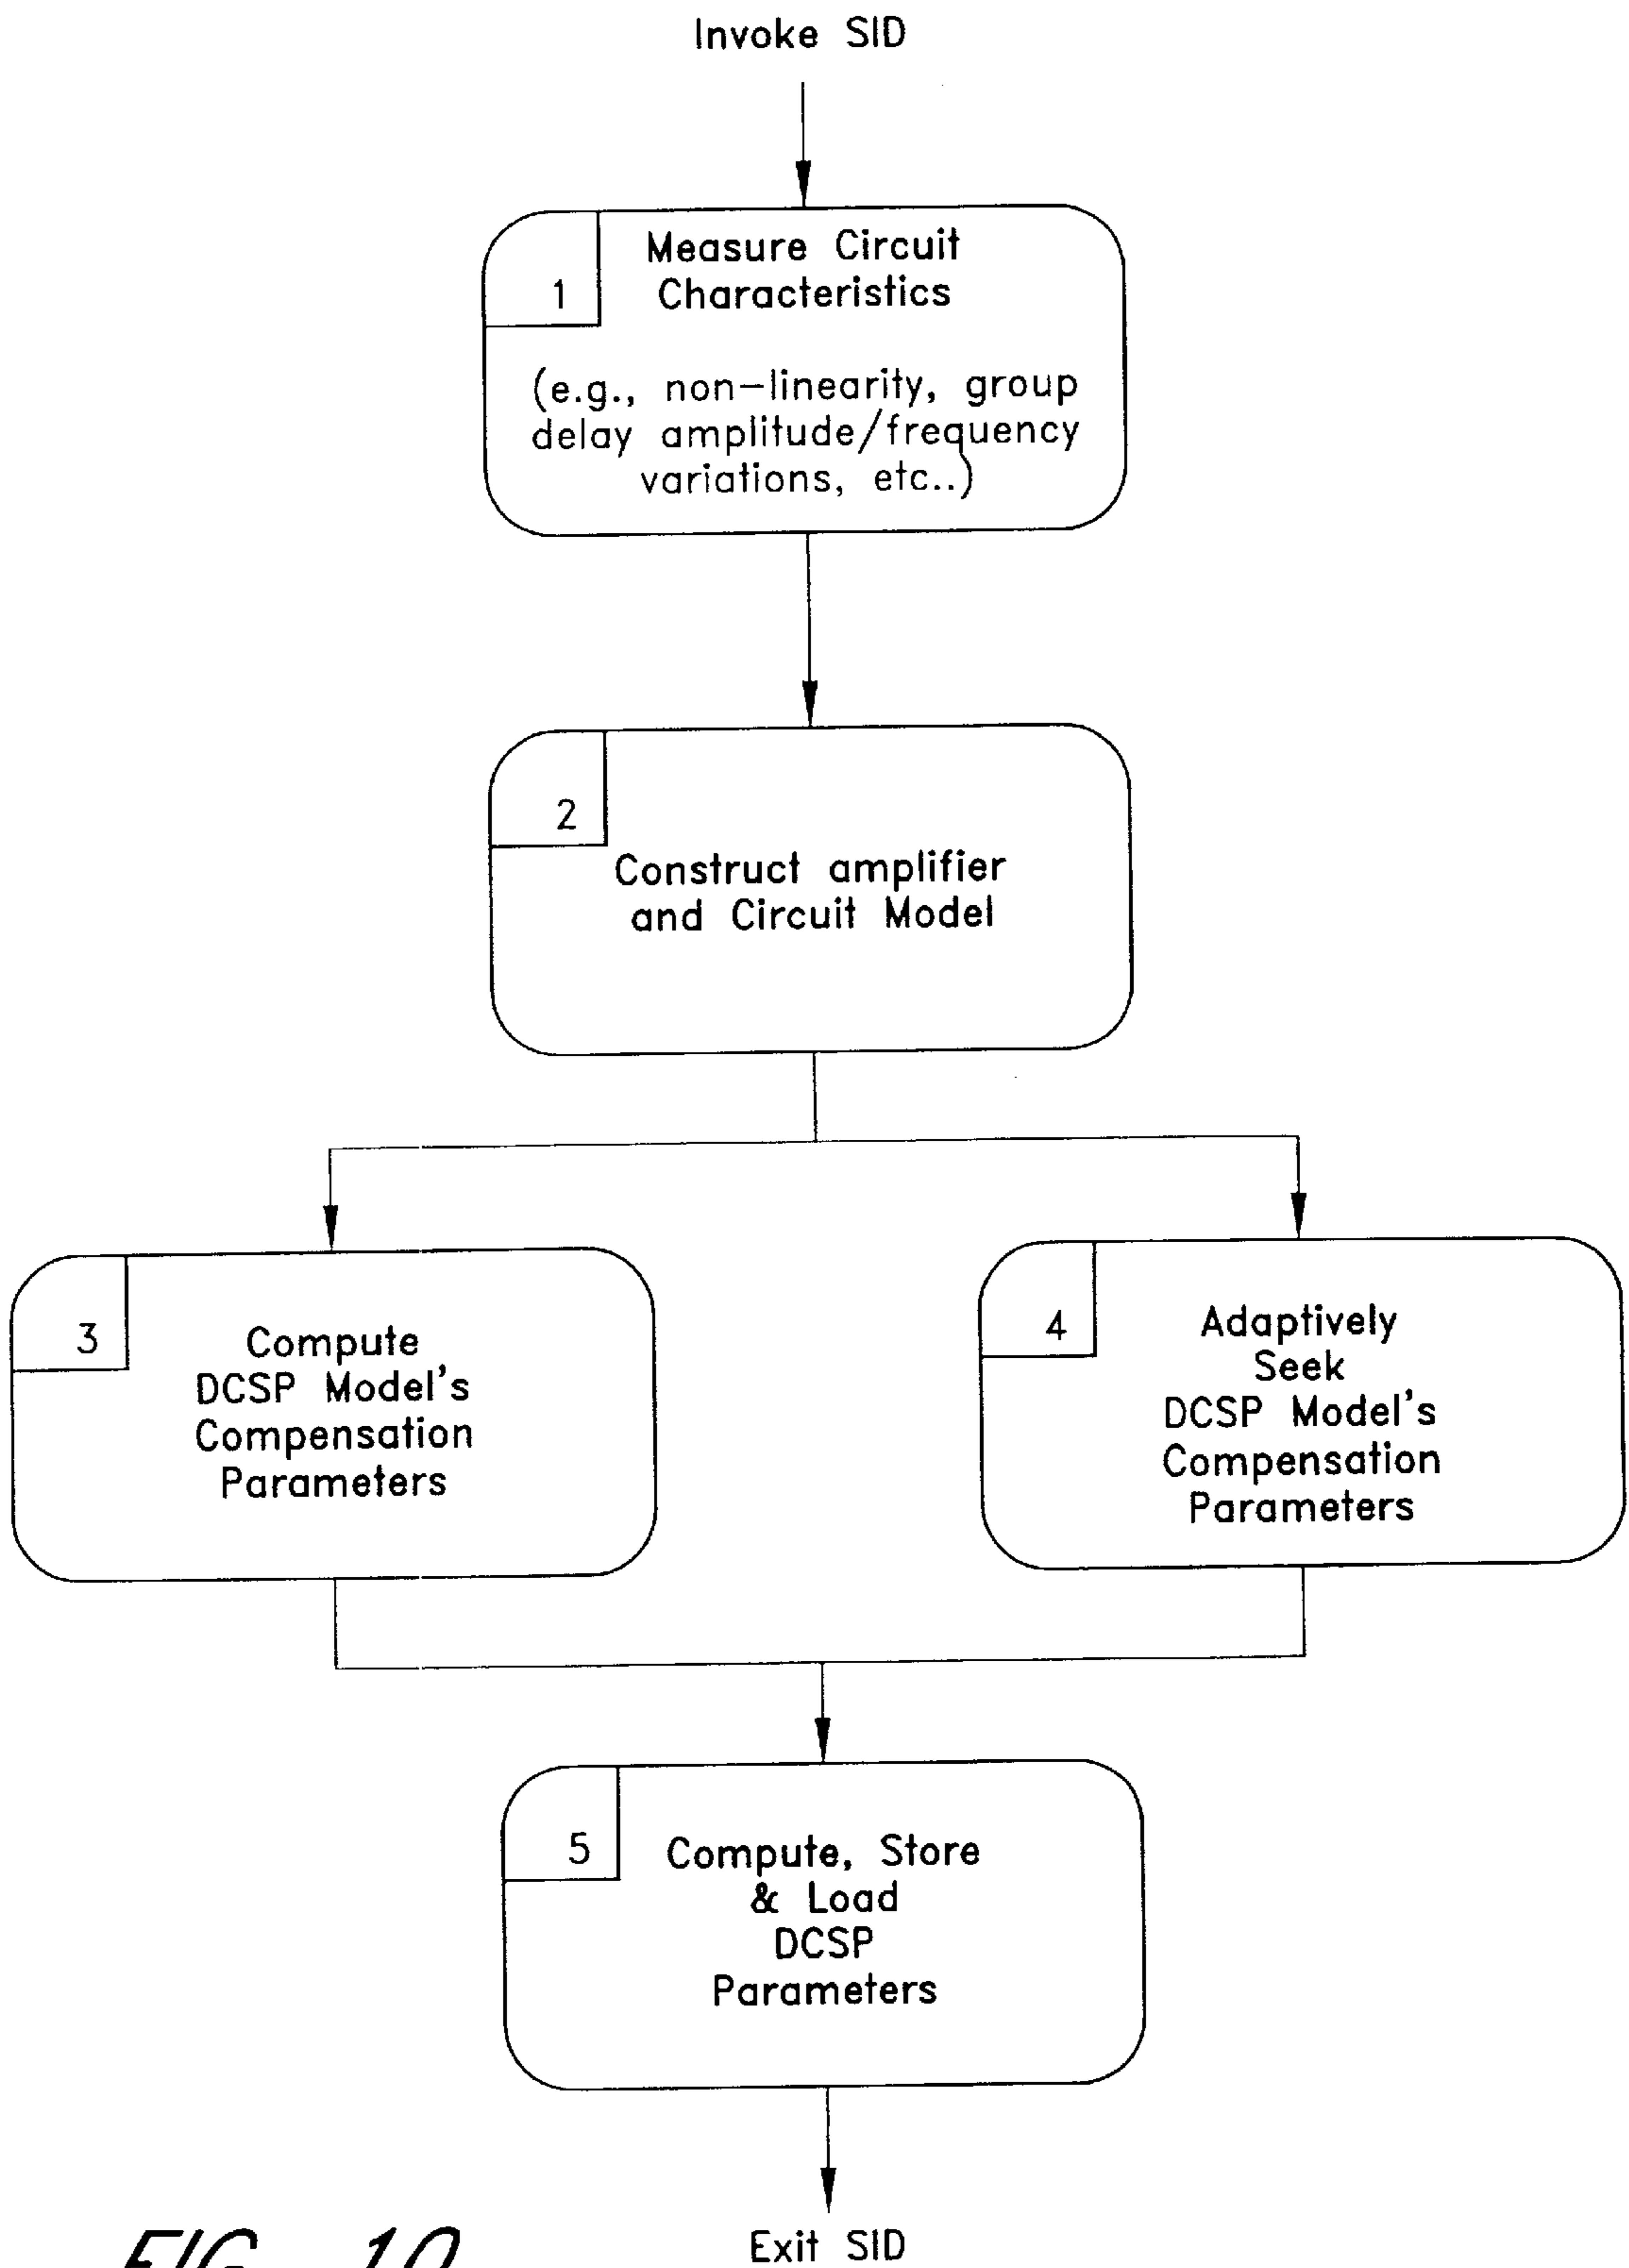 Invoke SID
1
Measure Circuit
Characteristics
(e.g., non-linearity, group
delay amplitude/frequency
variations, etc..)
2
Construct amplifier
and Circuit Model
3
Compute
DCSP Model's
Compensation
Parameters
4
Adaptively
Seek
DCSP Model's
Compensation
Parameters
5
Compute, Store
& Load
DCSP
Parameters
Exit SID
FIG. 10